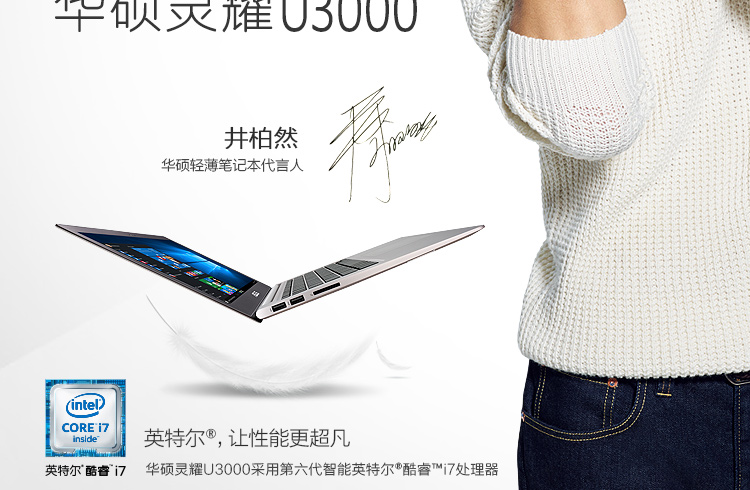 华硕灵耀U3000
井柏然
华硕轻薄笔记本代言人
intel
CORE i7
inside™
英特尔®酷睿™i7
英特尔®，让性能更超凡
华硕灵耀U3000采用第六代智能英特尔®酷睿™i7处理器